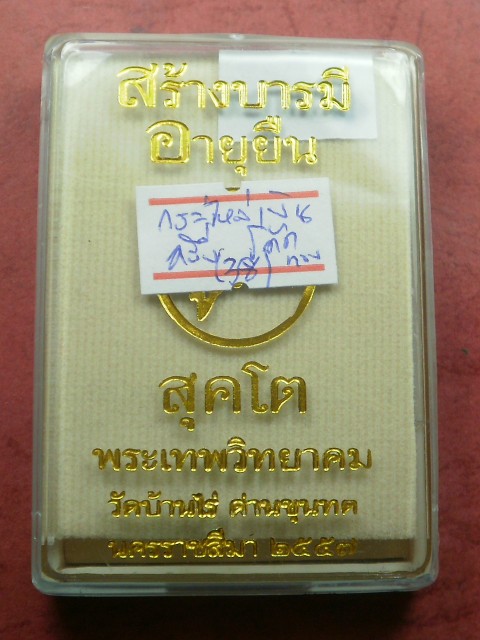 สร้างบารมี
อายุยืน
สุคโต
พระเทพวิทยาคม
วัดบ้านไร่ ด่านขุนทด
นครราชสีมา ๒๕๕๗